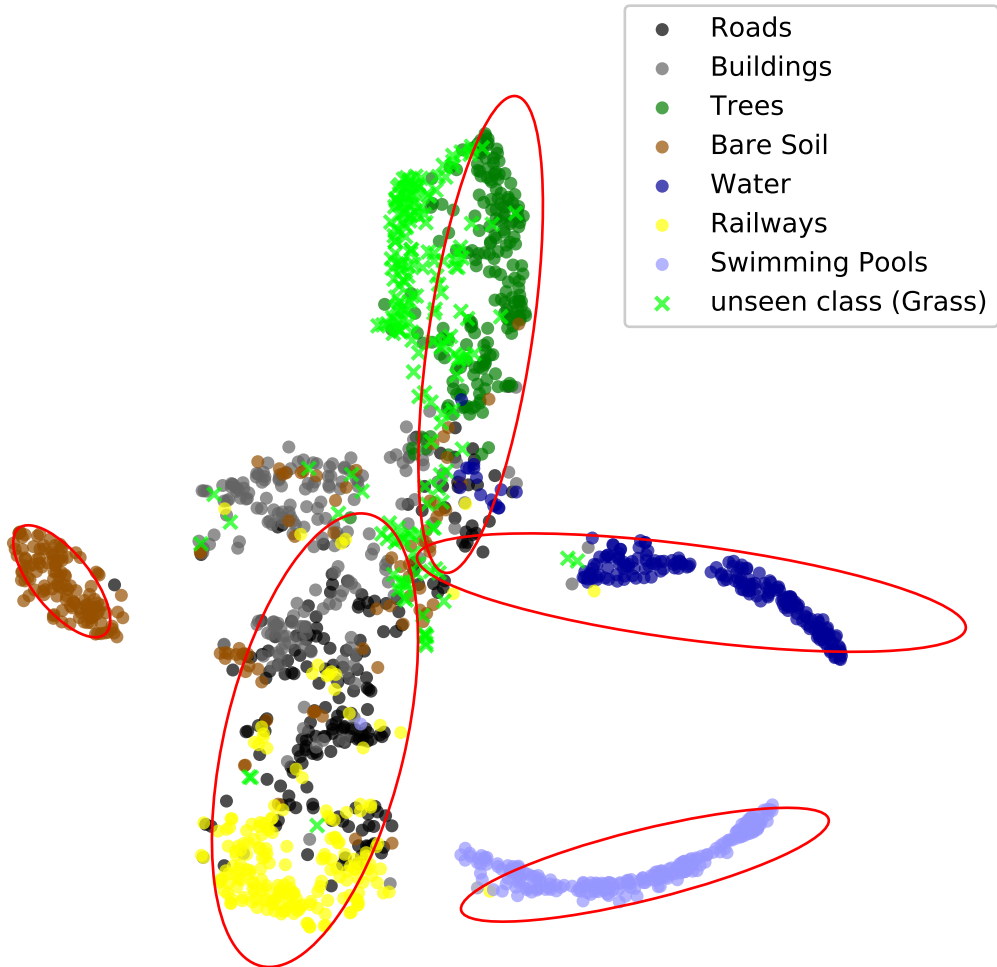 Roads
Buildings
Trees
Bare Soil
Water
Railways
Swimming Pools
unseen class (Grass)